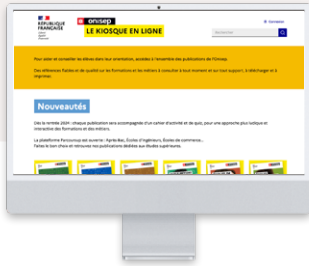 RÉPUBLIQUE
FRANÇAISE
onisep
LE KIOSQUE EN LIGNE
Connexion
Rechercher
Pour aider et conseiller les élèves dans leur orientation, accédez à l'ensemble des publications de l'Onisep.
Des références fiables et de qualité sur les formations et les métiers à consulter à tout moment et sur tout support, à télécharger et à
imprimer.
Nouveautés
Dès la rentrée 2024 : chaque publication sera accompagnée d'un cahier d'activité et de quiz, pour une approche plus ludique et
interactive des formations et des métiers.
La plateforme Parcoursup est ouverte : Après-Bac, Écoles d'ingénieurs, Écoles de commerce...
Faites le bon choix et retrouvez nos publications dédiées aux études supérieures.